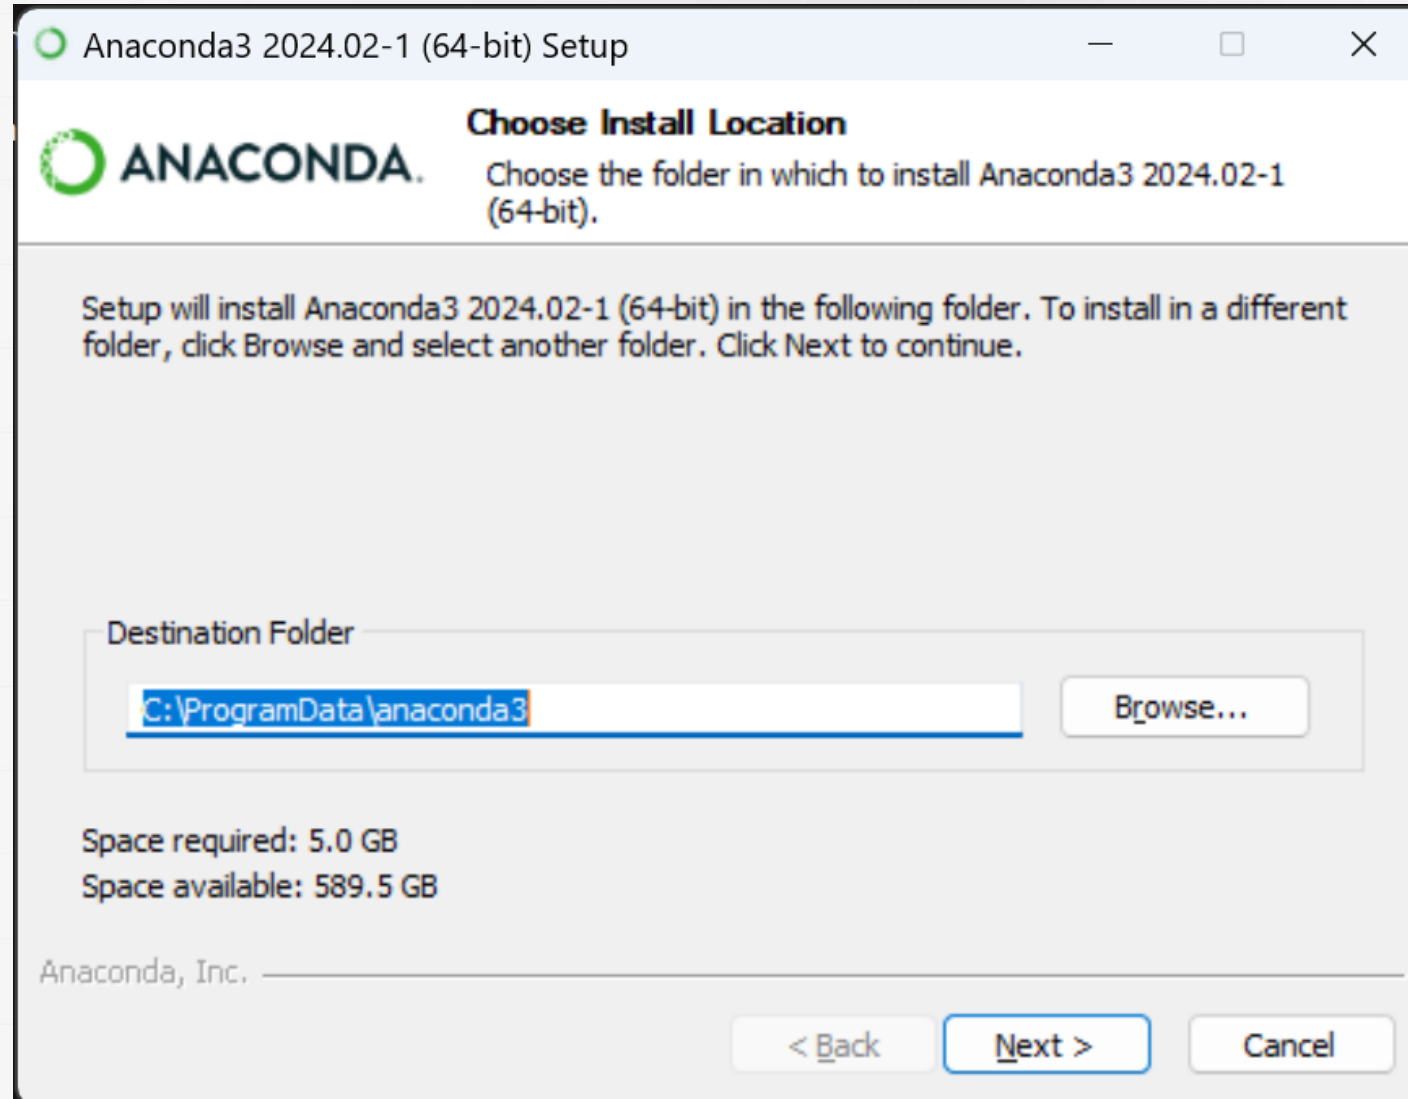 Anaconda3 2024.02-1 (64-bit) Setup
ANACONDA.
Choose Install Location
Choose the folder in which to install Anaconda3 2024.02-1
(64-bit).
Setup will install Anaconda3 2024.02-1 (64-bit) in the following folder. To install in a different
folder, click Browse and select another folder. Click Next to continue.
Destination Folder
C:\ProgramData\anaconda3
Browse...
Space required: 5.0 GB
Space available: 589.5 GB
Anaconda, Inc.
< Back
Next >
Cancel